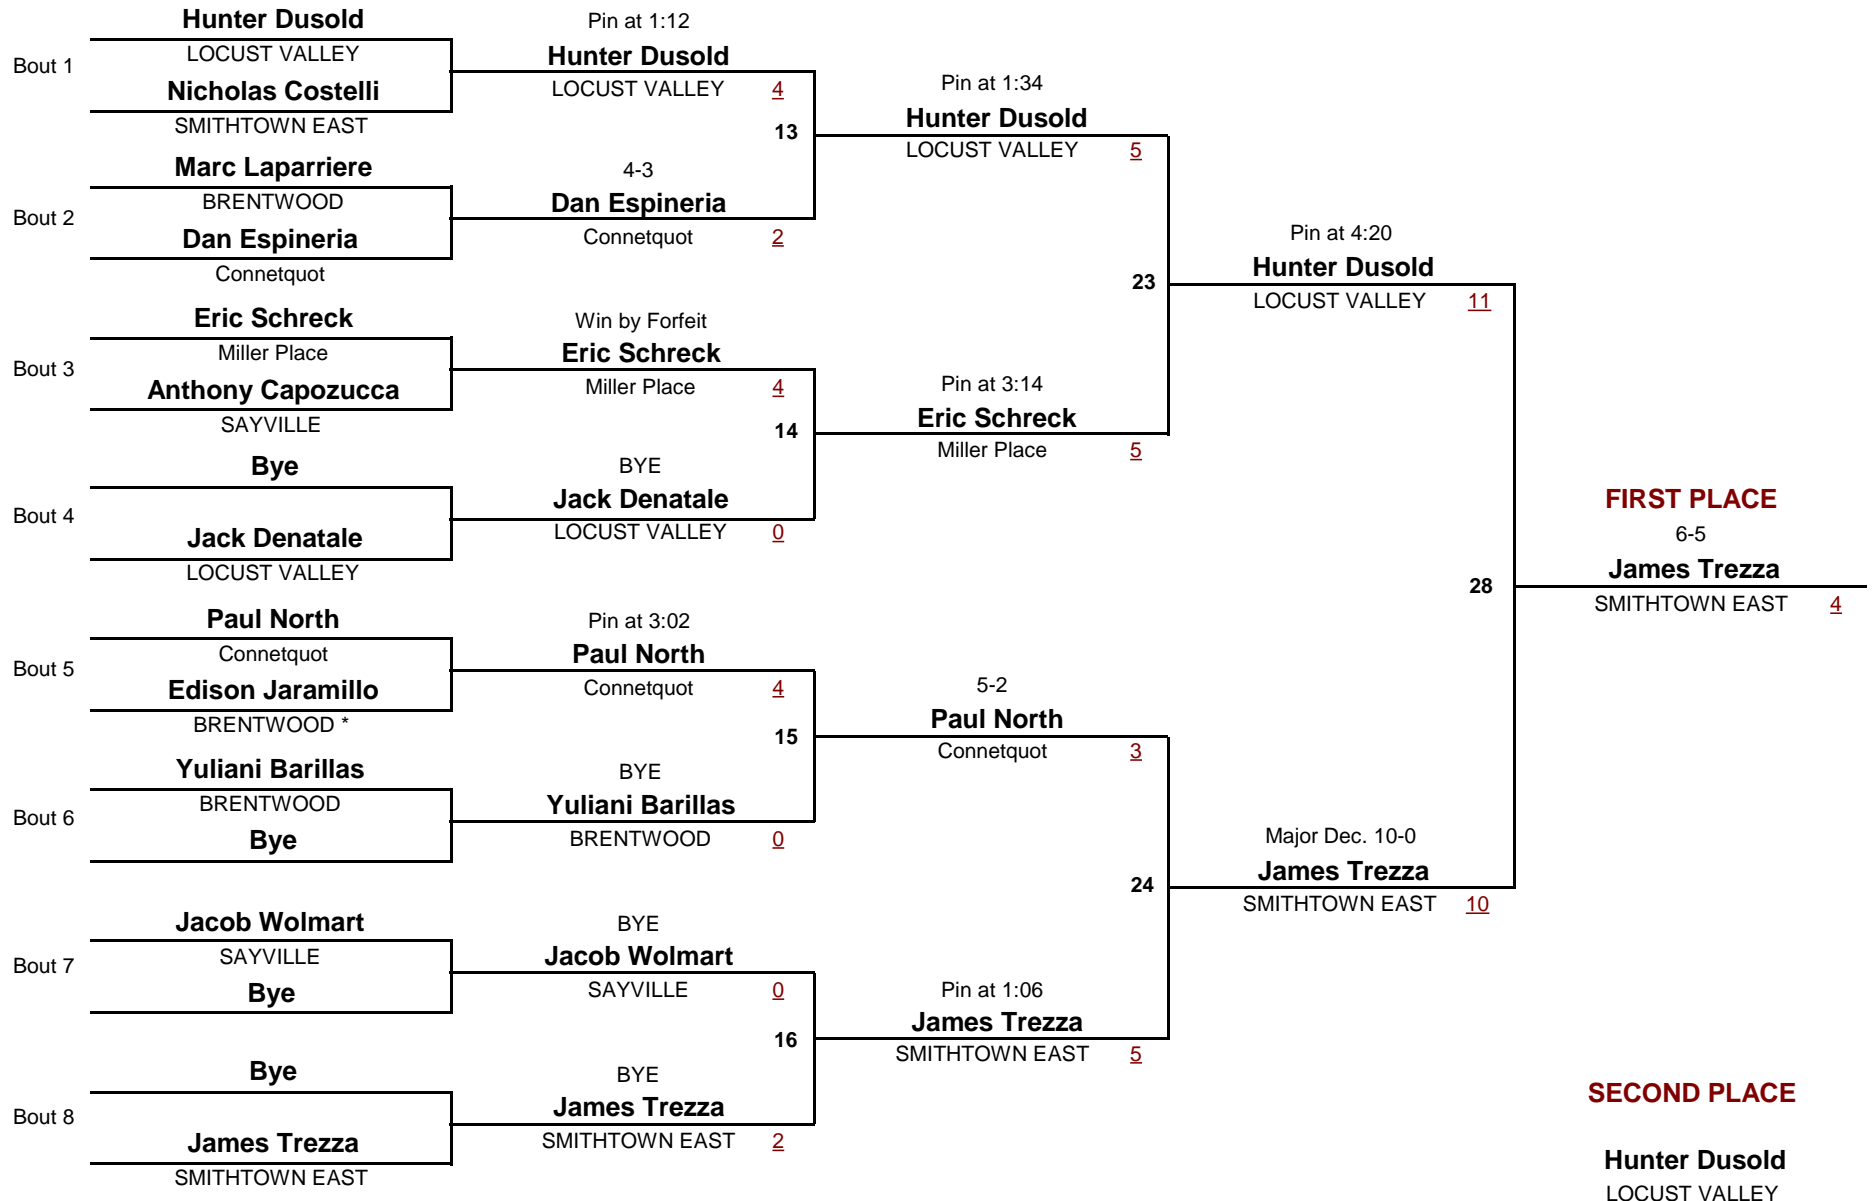 Hunter Dusold
LOCUST VALLEY
Bout 1
Nicholas Costelli
SMITHTOWN EAST
Marc Laparriere
BRENTWOOD
Bout 2
Dan Espineria
Connetquot
Eric Schreck
Miller Place
Bout 3
Anthony Capozucca
SAYVILLE
Bye
Bout 4
Jack Denatale
LOCUST VALLEY
Paul North
Connetquot
Bout 5
Edison Jaramillo
BRENTWOOD *
Yuliani Barillas
BRENTWOOD
Bout 6
Bye
Jacob Wolmart
SAYVILLE
Bout 7
Bye
Bye
Bout 8
James Trezza
SMITHTOWN EAST
Pin at 1:12
Hunter Dusold
LOCUST VALLEY 4
13
4-3
Dan Espineria
Connetquot 2
Win by Forfeit
Eric Schreck
Miller Place 4
14
BYE
Jack Denatale
LOCUST VALLEY 0
Pin at 3:02
Paul North
Connetquot 4
15
BYE
Yuliani Barillas
BRENTWOOD 0
BYE
Jacob Wolmart
SAYVILLE 0
16
BYE
James Trezza
SMITHTOWN EAST 2
Pin at 1:34
Hunter Dusold
LOCUST VALLEY 5
23
Pin at 3:14
Eric Schreck
Miller Place 5
5-2
Paul North
Connetquot 3
24
Pin at 1:06
James Trezza
SMITHTOWN EAST 5
Pin at 4:20
Hunter Dusold
LOCUST VALLEY 11
28
Major Dec. 10-0
James Trezza
SMITHTOWN EAST 10
FIRST PLACE
6-5
James Trezza
SMITHTOWN EAST 4
SECOND PLACE
Hunter Dusold
LOCUST VALLEY